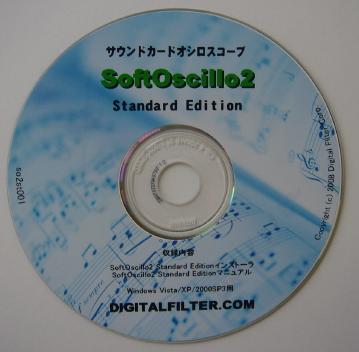 サウンドカードオシロスコープ
SoftOscillo2
Standard Edition
so2st001
Copyright (c) 2008 Digital Filter Corp.
収録内容
SoftOscillo2 Standard Editionインストーラ
SoftOscillo2 Standard Editionマニュアル
Windows Vista/XP/2000SP3用
DIGITALFILTER.COM